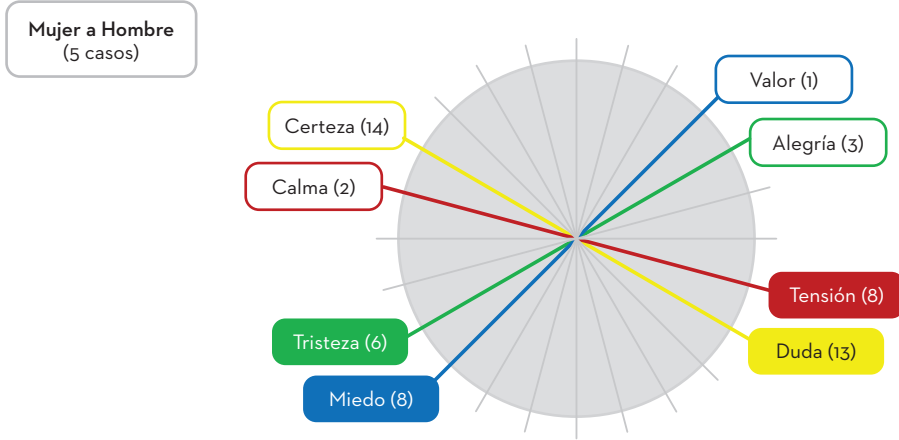 Mujer a Hombre
(5 casos)
Valor (1)
Certeza (14)
Alegría (3)
Calma (2)
Tensión (8)
Tristeza (6)
Duda (13)
Miedo (8)